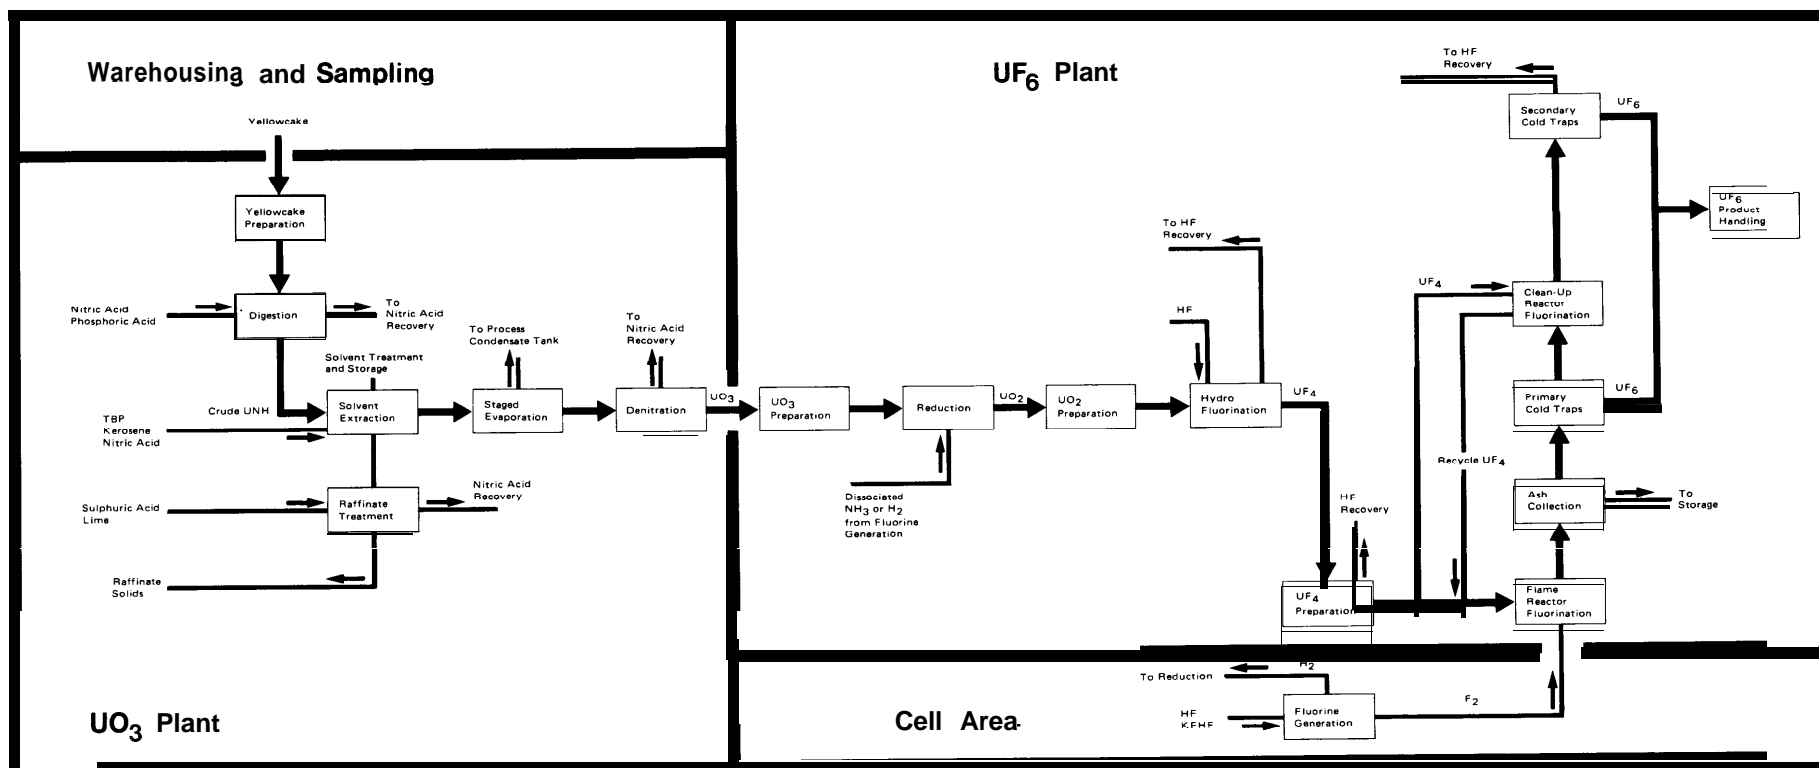 Warehousing and Sampling
Yellowcake
Yellowcake
Preparation
Nitric Acid
Phosphoric Acid
Digestion
To
Nitric Acid
Recovery
Solvent Treatment
and Storage
Crude UNH
TBP
Kerosene
Nitric Acid
Solvent
Extraction
To Process
Condensate Tank
Staged
Evaporation
To
Nitric Acid
Recovery
Denitration
UO3
Sulphuric Acid
Lime
Raffinate
Treatment
Nitric Acid
Recovery
Raffinate
Solids
UO3 Plant
UF6 Plant
UO3
Preparation
Reduction
UO2
UO2
Preparation
Dissociated
NH3 or H2
from Fluorine
Generation
To HF
Recovery
HF
Hydro
Fluorination
UF4
UF4
Preparation
HF
Recovery
UF4
Recycle UF4
To HF
Recovery
Secondary
Cold Traps
UF6
UF6
Product
Handling
Clean-Up
Reactor
Fluorination
Primary
Cold Traps
UF6
Ash
Collection
To
Storage
Flame
Reactor
Fluorination
H2
To Reduction
HF
KFHF
Fluorine
Generation
F2
Cell Area